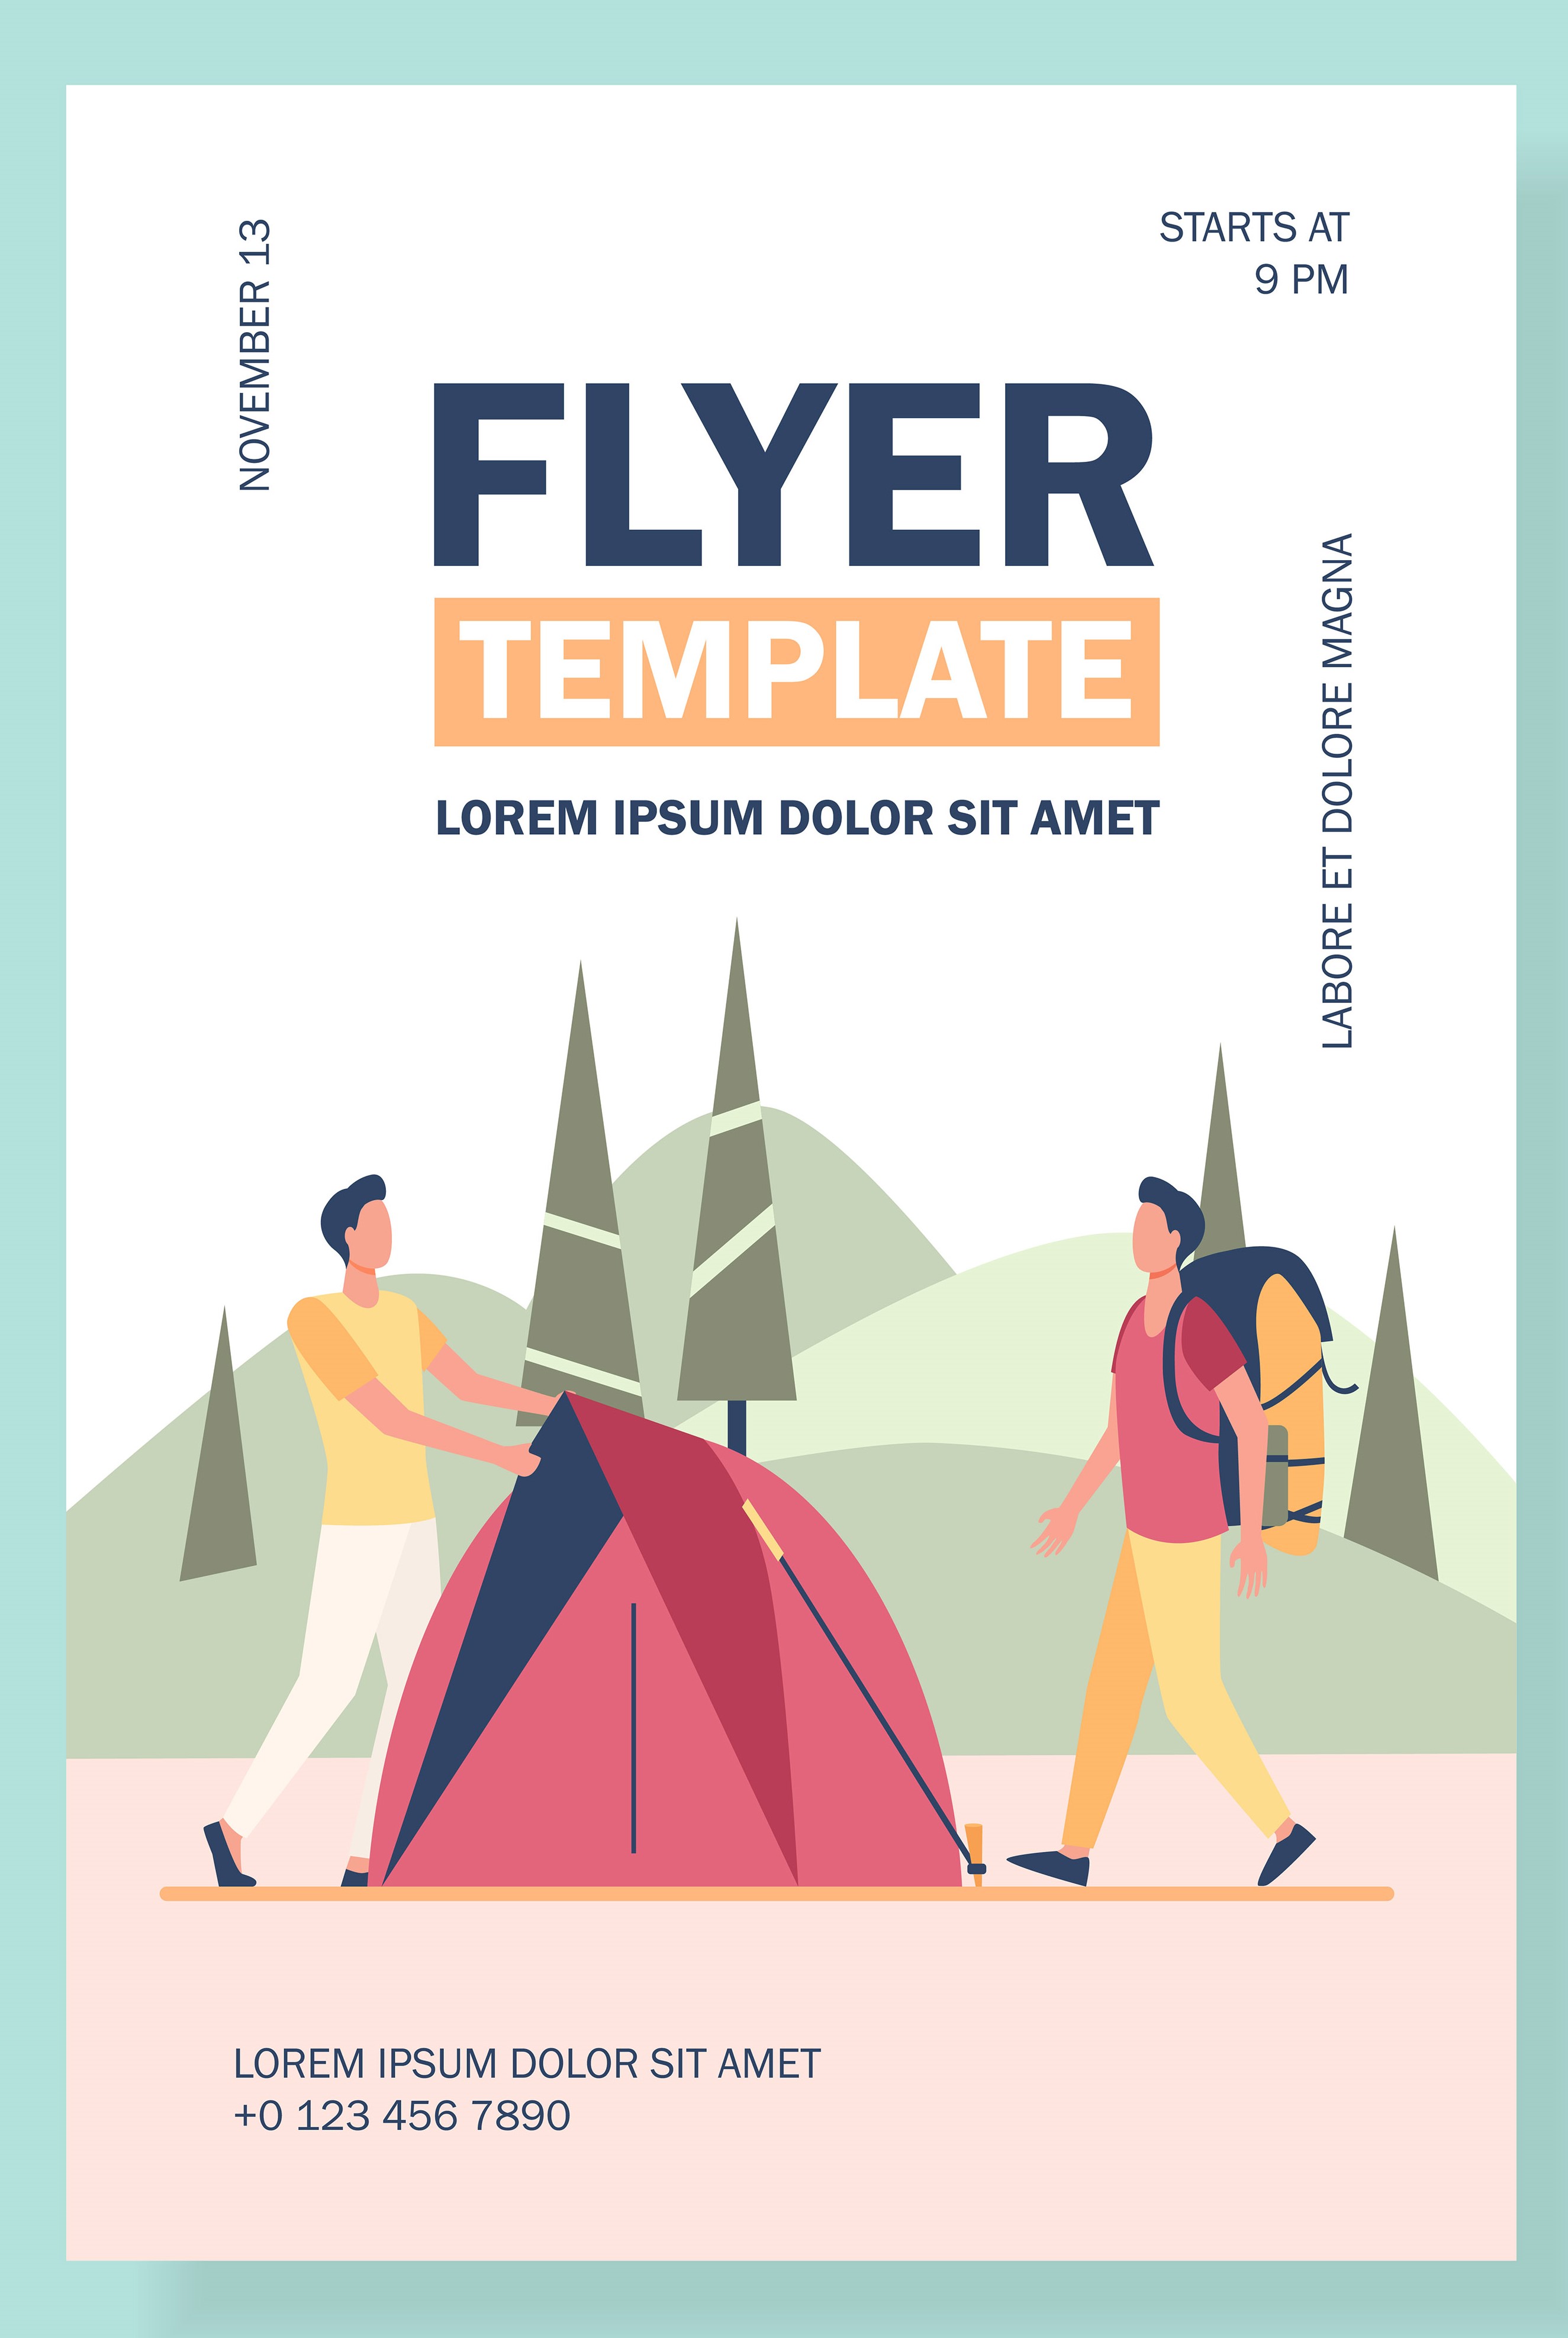 NOVEMBER 13
STARTS AT
9 PM
FLYER
TEMPLATE
LOREM IPSUM DOLOR SIT AMET
LABORE ET DOLORE MAGNA
LOREM IPSUM DOLOR SIT AMET
+0 123 456 7890